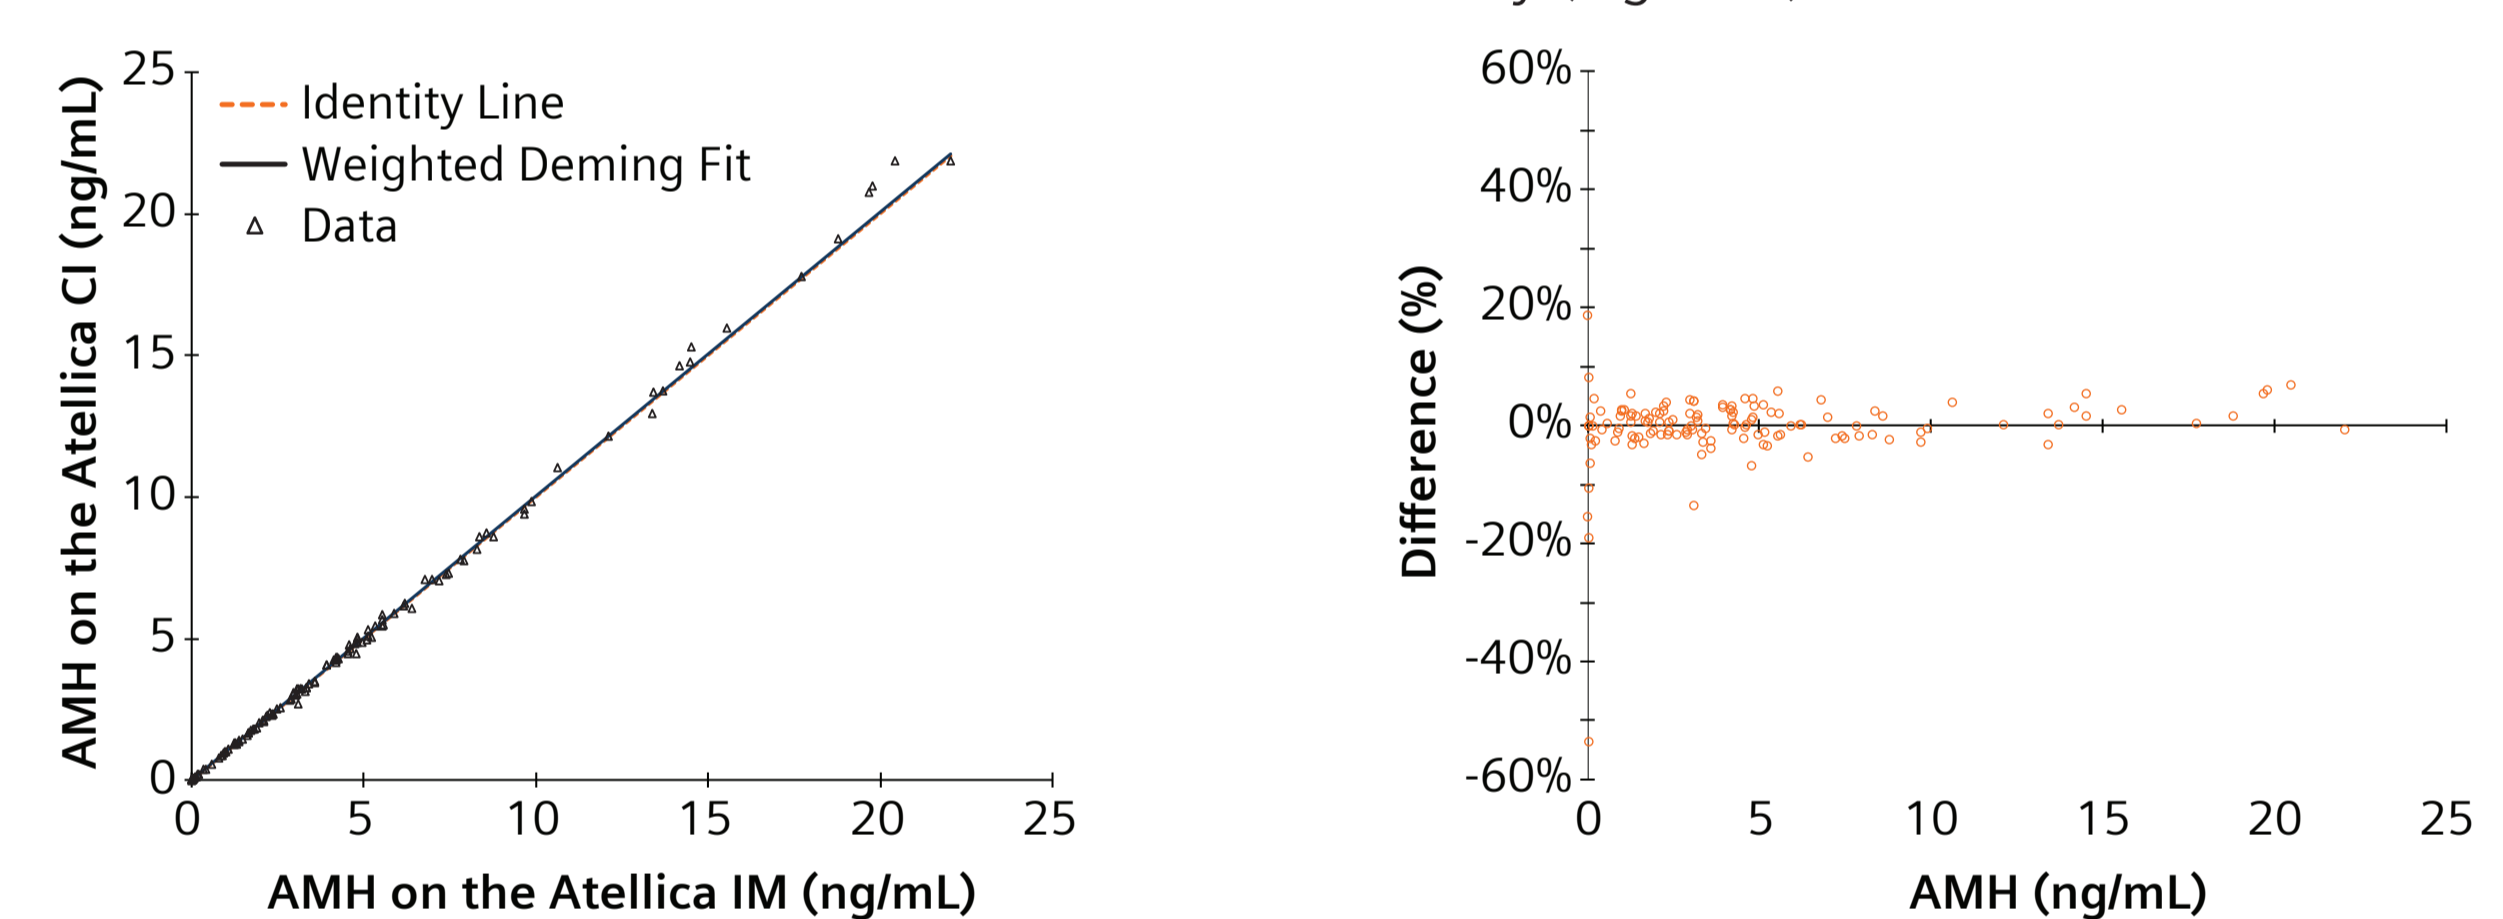 25
20
15
10
5
0
AMH on the Atellica CI (ng/mL)
Identity Line
Weighted Deming Fit
Data
0 5 10 15 20 25
AMH on the Atellica IM (ng/mL)
60%
40%
20%
0%
-20%
-40%
-60%
Difference (%)
0 5 10 15 20 25
AMH (ng/mL)